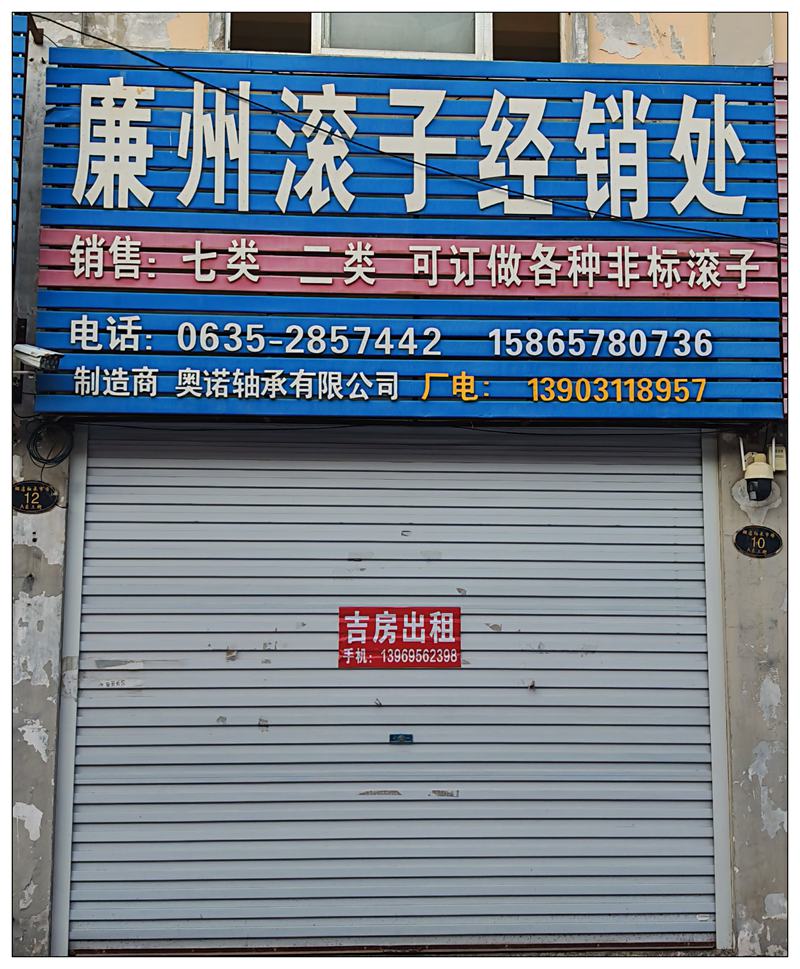 廉州滚子经销处
销售：七类 二类 可订做各种非标滚子
电话：0635-2857442 15865780736
制造商 奥诺轴承有限公司 厂电：13903118957
12
10
吉房出租
手机：13969562398